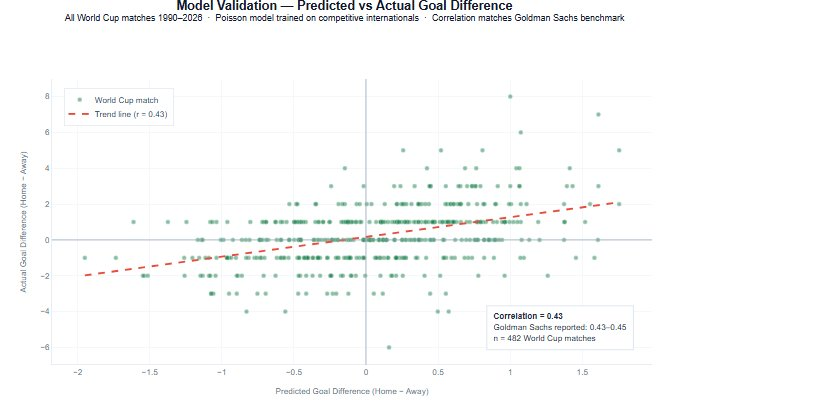 Model Validation — Predicted vs Actual Goal Difference
All World Cup matches 1990–2026 · Poisson model trained on competitive internationals · Correlation matches Goldman Sachs benchmark
World Cup match
Trend line (r = 0.43)
8
6
4
2
0
−2
−4
−6
Actual Goal Difference (Home − Away)
Correlation = 0.43
Goldman Sachs reported: 0.43–0.45
n = 482 World Cup matches
−2
−1.5
−1
−0.5
0
0.5
1
1.5
Predicted Goal Difference (Home − Away)